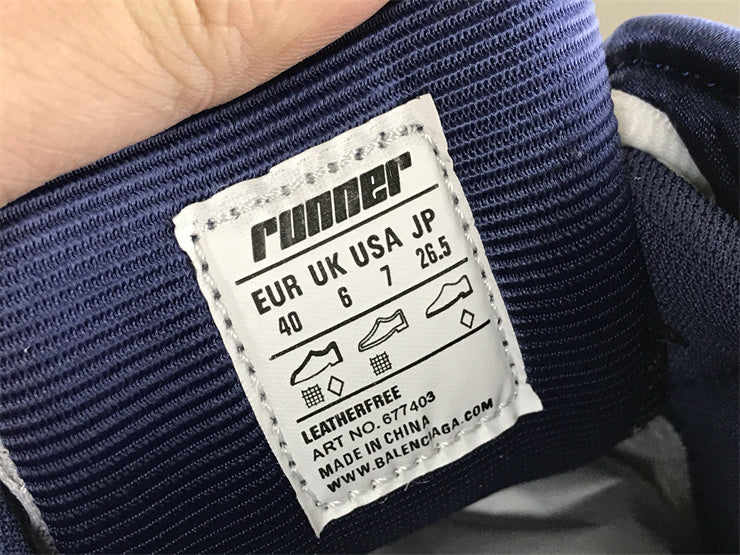 runner
EUR UK USA JP
40 6 7 26.5
LEATHERFREE
ART NO. 677403
MADE IN CHINA
WWW.BALENCIAGA.COM